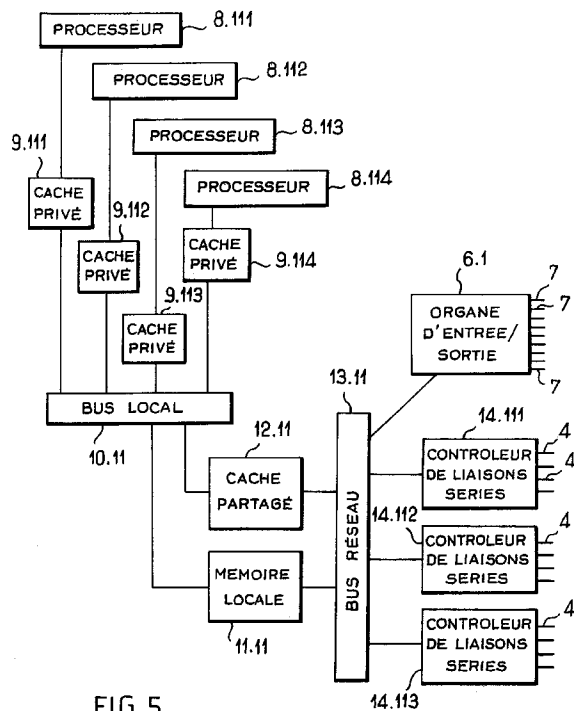 PROCESSEUR
8.111
PROCESSEUR
8.112
PROCESSEUR
8.113
PROCESSEUR
8.114
9.111
CACHE
PRIVÉ
9.112
CACHE
PRIVÉ
9.113
CACHE
PRIVÉ
CACHE
PRIVÉ
9.114
6.1
ORGANE
D'ENTREE/
SORTIE
7
7
7
BUS LOCAL
10.11
12.11
CACHE
PARTAGÉ
MEMOIRE
LOCALE
11.11
13.11
BUS RÉSEAU
14.111
CONTROLEUR
DE LIAISONS
SERIES
4
4
14.112
CONTROLEUR
DE LIAISONS
SERIES
4
CONTROLEUR
DE LIAISONS
SERIES
4
14.113
FIG_5